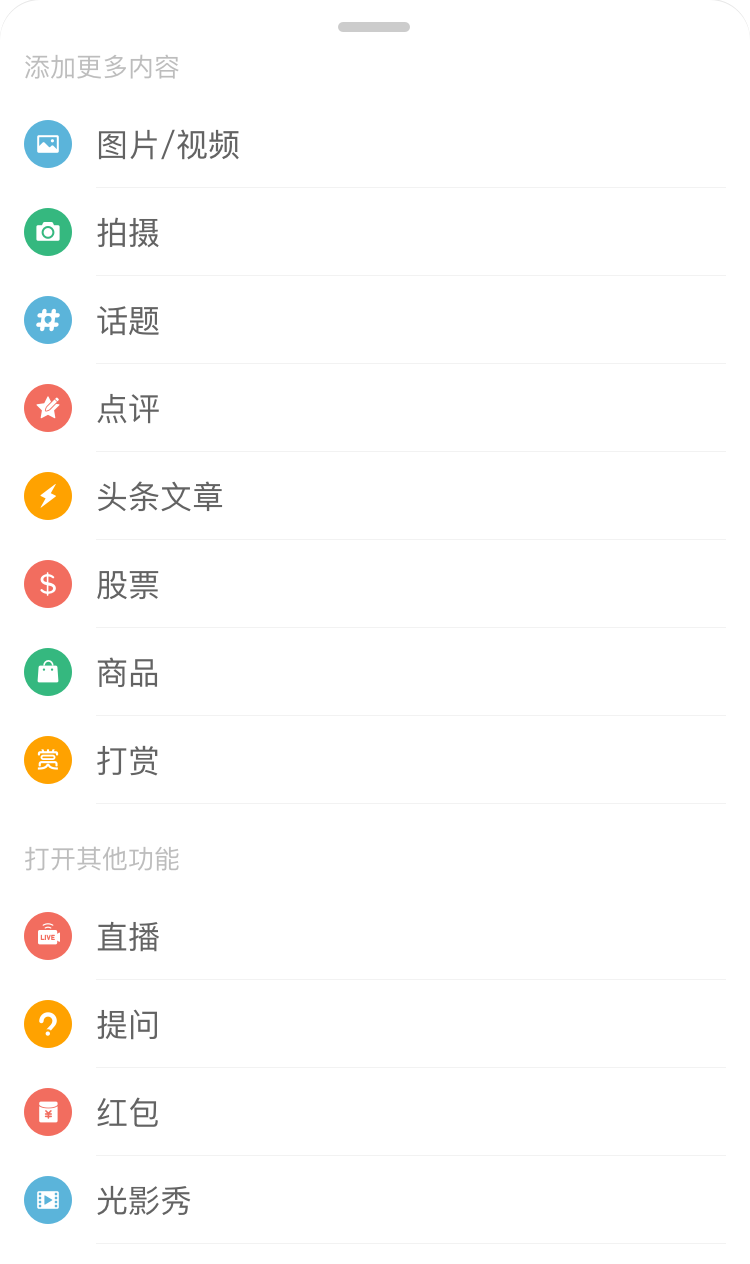 添加更多内容
图片/视频
拍摄
话题
点评
头条文章
$
股票
商品
赏
打赏
打开其他功能
LIVE
直播
提问
¥
红包
光影秀